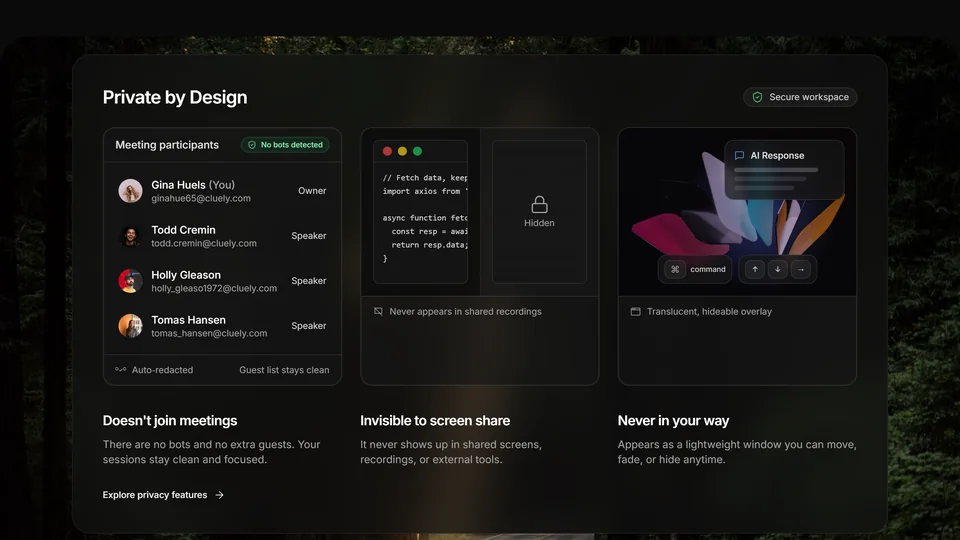 Private by Design
Secure workspace
Meeting participants
No bots detected
Gina Huels (You)
ginahue65@cluely.com
Owner
Todd Cremin
todd.cremin@cluely.com
Speaker
Holly Gleason
holly_gleaso1972@cluely.com
Speaker
Tomas Hansen
tomas_hansen@cluely.com
Speaker
Auto-redacted
Guest list stays clean
// Fetch data, keep
import axios from '
async function fetc
const resp = awai
return resp.data;
}
Hidden
Never appears in shared recordings
AI Response
⌘ command
↑ ↓ →
Translucent, hideable overlay
Doesn't join meetings
There are no bots and no extra guests. Your
sessions stay clean and focused.
Explore privacy features →
Invisible to screen share
It never shows up in shared screens,
recordings, or external tools.
Never in your way
Appears as a lightweight window you can move,
fade, or hide anytime.